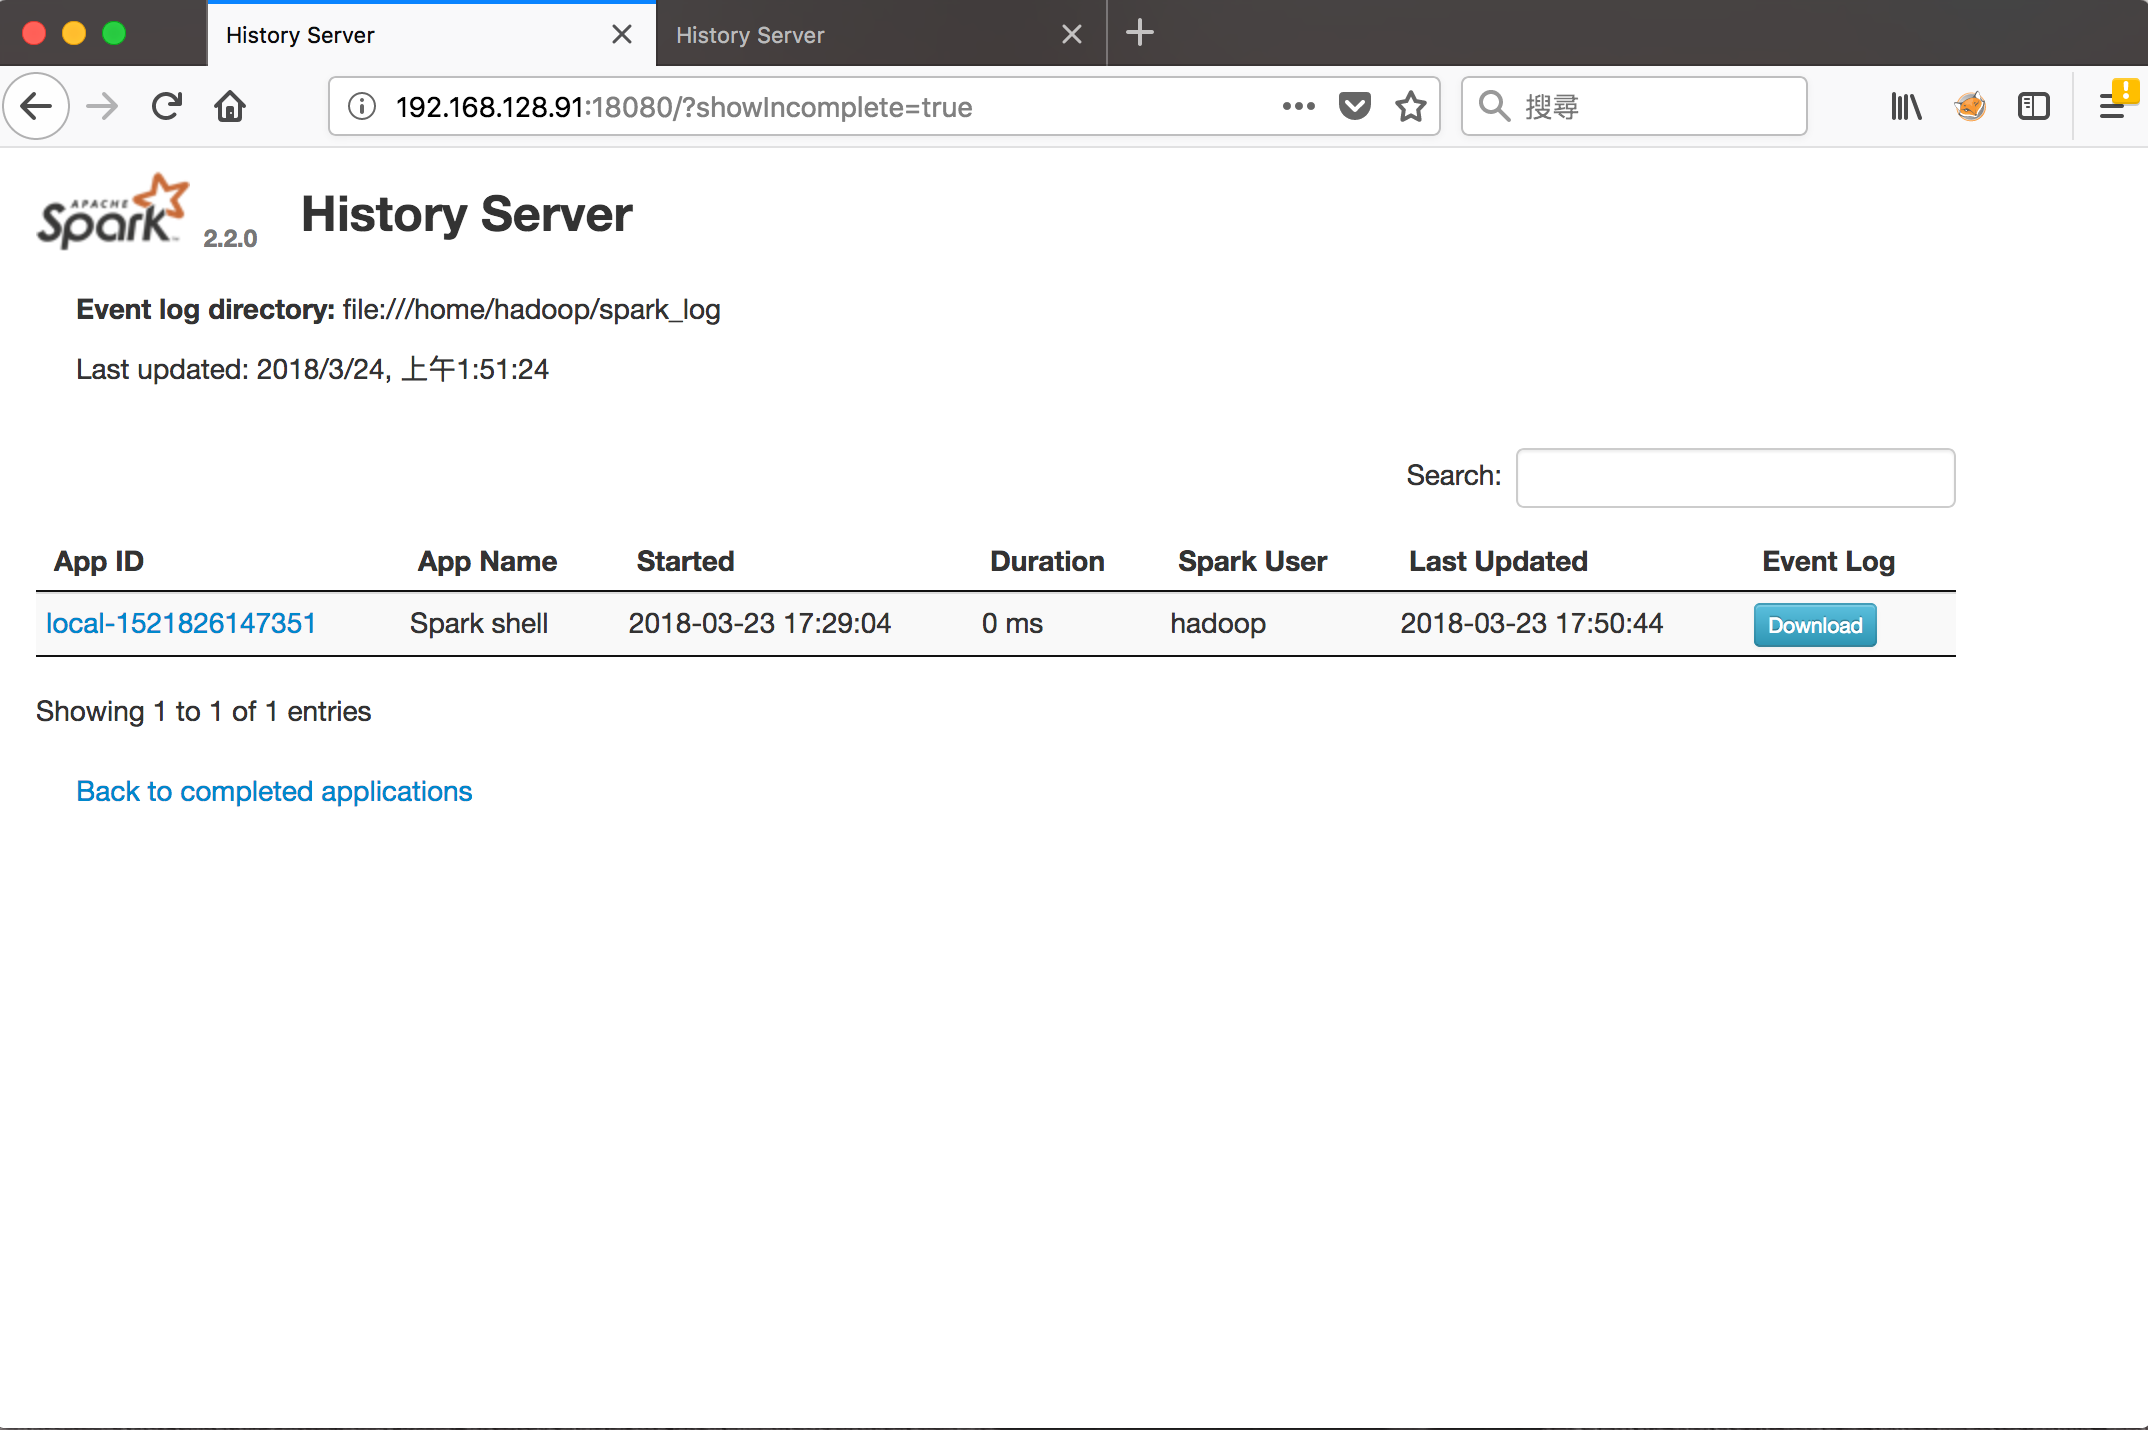 History Server
History Server
192.168.128.91:18080/?showIncomplete=true
搜尋
APACHE
Spark™ 2.2.0 History Server
Event log directory: file:///home/hadoop/spark_log
Last updated: 2018/3/24, 上午1:51:24
Search:
App ID App Name Started Duration Spark User Last Updated Event Log
local-1521826147351 Spark shell 2018-03-23 17:29:04 0 ms hadoop 2018-03-23 17:50:44 Download
Showing 1 to 1 of 1 entries
Back to completed applications